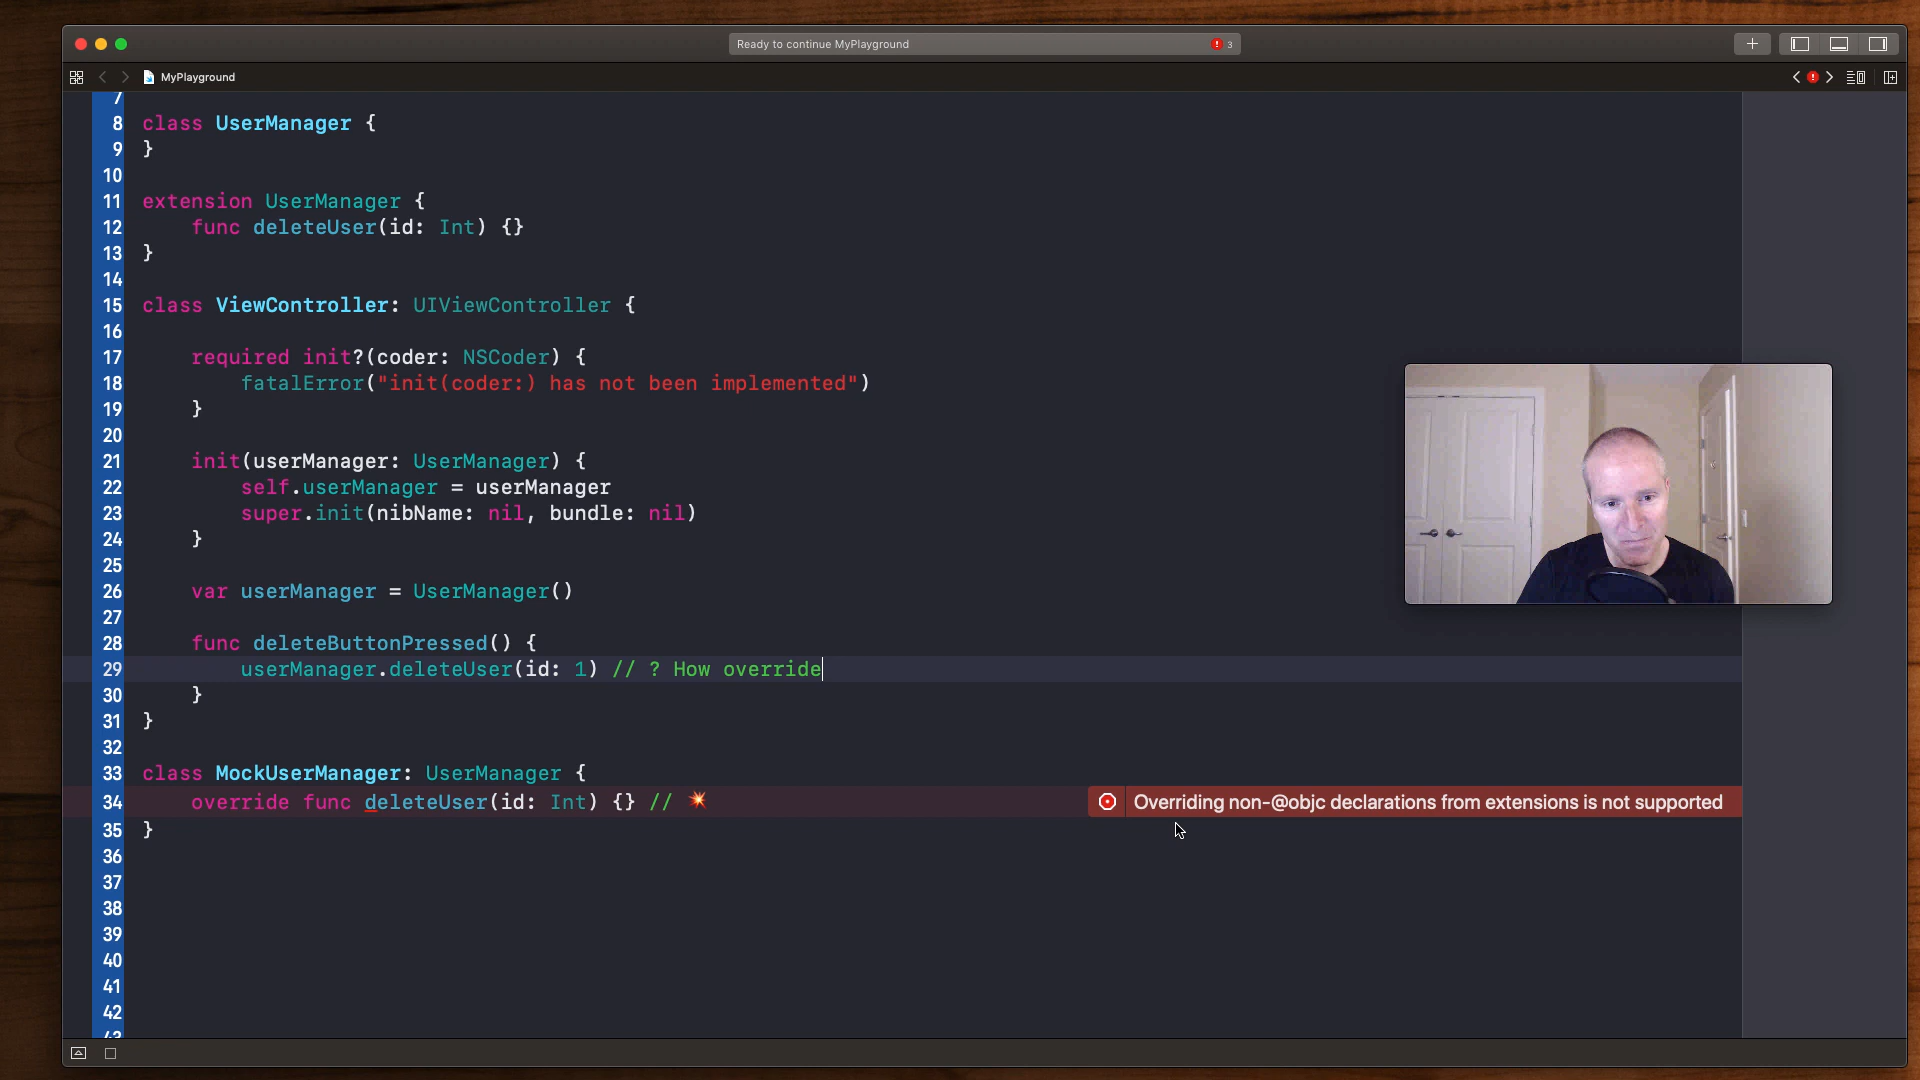 Ready to continue MyPlayground
3
MyPlayground
7
8 class UserManager {
9 }
10
11 extension UserManager {
12 func deleteUser(id: Int) {}
13 }
14
15 class ViewController: UIViewController {
16
17 required init?(coder: NSCoder) {
18 fatalError("init(coder:) has not been implemented")
19 }
20
21 init(userManager: UserManager) {
22 self.userManager = userManager
23 super.init(nibName: nil, bundle: nil)
24 }
25
26 var userManager = UserManager()
27
28 func deleteButtonPressed() {
29 userManager.deleteUser(id: 1) // ? How override
30 }
31 }
32
33 class MockUserManager: UserManager {
34 override func deleteUser(id: Int) {} // 💥 Overriding non-@objc declarations from extensions is not supported
35 }
36
37
38
39
40
41
42
43